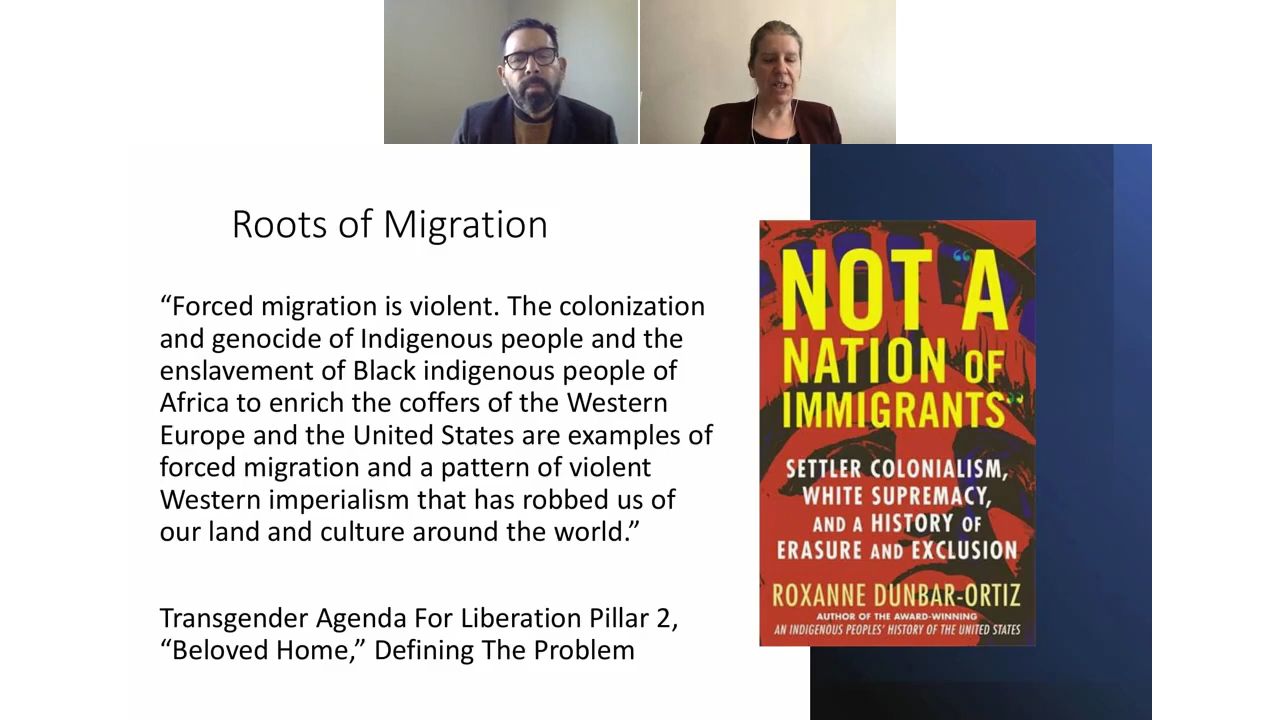 Roots of Migration
“Forced migration is violent. The colonization
and genocide of Indigenous people and the
enslavement of Black indigenous people of
Africa to enrich the coffers of the Western
Europe and the United States are examples of
forced migration and a pattern of violent
Western imperialism that has robbed us of
our land and culture around the world.”
Transgender Agenda For Liberation Pillar 2,
“Beloved Home,” Defining The Problem
NOT “A
NATION OF
IMMIGRANTS”
SETTLER COLONIALISM,
WHITE SUPREMACY,
AND A HISTORY OF
ERASURE AND EXCLUSION
ROXANNE DUNBAR-ORTIZ
AUTHOR OF THE AWARD-WINNING
AN INDIGENOUS PEOPLES’ HISTORY OF THE UNITED STATES